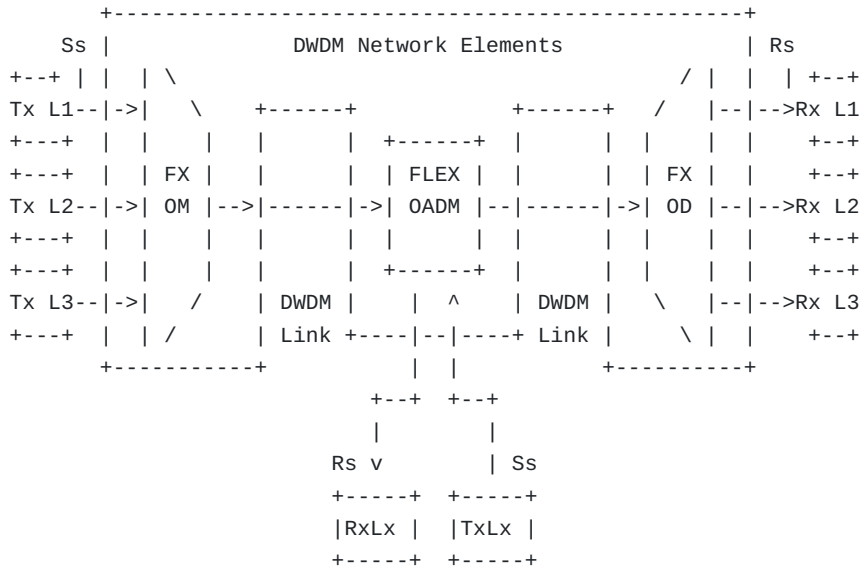 +--------------------------------------------------+
  Ss |              DWDM Network Elements               | Rs
+--+ | |  | \                                  / |  |  | +--+
Tx L1--|->|   \    +------+            +------+  /   |--|-->Rx L1
+---+  |  |    |   |      |  +------+  |      |  |   |  |    +--+
+---+  |  | FX |   |      |  | FLEX |  |      |  | FX |  |    +--+
Tx L2--|->| OM |-->|------|->| OADM |--|------|->| OD |--|-->Rx L2
+---+  |  |    |   |      |  |      |  |      |  |    |  |    +--+
+---+  |  |    |   |      |  +------+  |      |  |    |  |    +--+
Tx L3--|->|   /    | DWDM |    |  ^    | DWDM |   \   |--|-->Rx L3
+---+  |  | /      | Link +----|--|----+ Link |     \ |  |    +--+
      +-----------+            |  |         +----------+
                            +--+  +--+
                            |        |
                         Rs v        | Ss
                         +-----+  +-----+
                         |RxLx |  |TxLx |
                         +-----+  +-----+